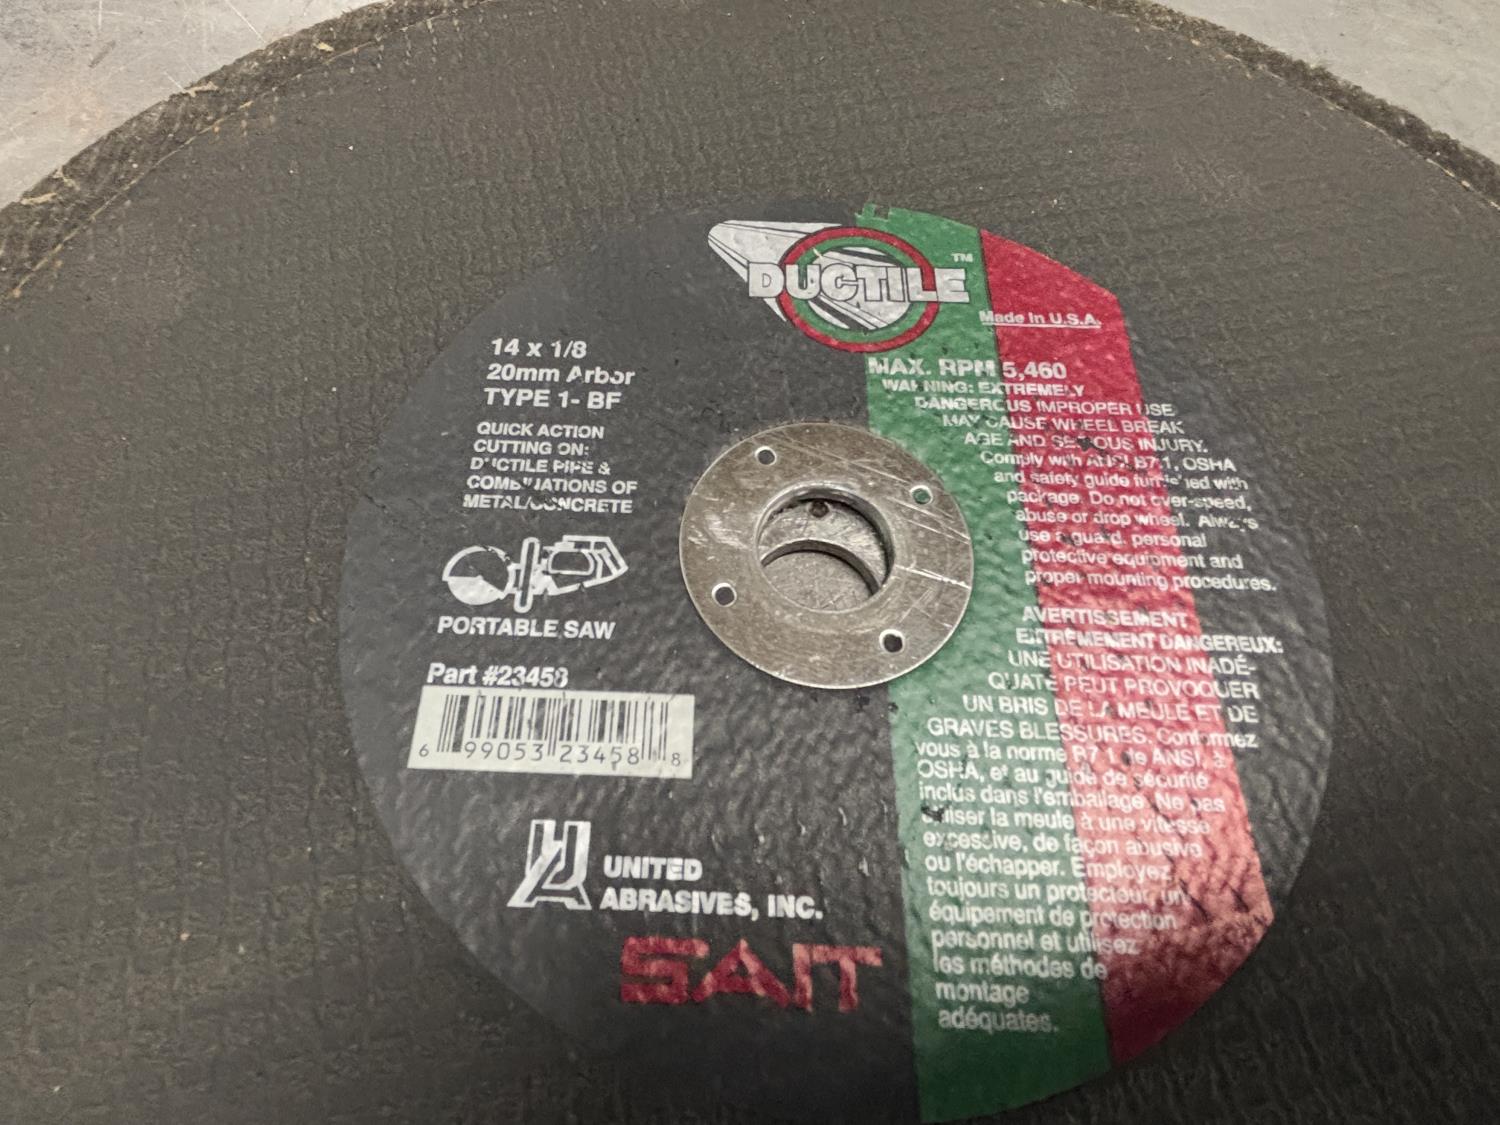 DUCTILE™
Made in U.S.A.
14 x 1/8
20mm Arbor
TYPE 1- BF
QUICK ACTION
CUTTING ON:
DUCTILE PIPE &
COMBINATIONS OF
METAL/CONCRETE
PORTABLE SAW
Part #23458
6 99053 23458 8
UNITED
ABRASIVES, INC.
SAIT
MAX. RPM 5,460
WARNING: EXTREMELY
DANGEROUS IMPROPER USE
MAY CAUSE WHEEL BREAK
AGE AND SERIOUS INJURY.
Comply with ANSI B7.1, OSHA
and safety guide furnished with
package. Do not over-speed,
abuse or drop wheel. Always
use a guard. personal
protective equipment and
proper mounting procedures.
AVERTISSEMENT
EXTRÊMEMENT DANGEREUX:
UNE UTILISATION INADÉ-
QUATE PEUT PROVOQUER
UN BRIS DE LA MEULE ET DE
GRAVES BLESSURES. Conformez
vous à la norme B7.1 de ANSI, à
OSHA, et au guide de sécurité
inclus dans l'emballage. Ne pas
utiliser la meule à une vitesse
excessive, de façon abusive
ou l'échapper. Employez
toujours un protecteur, un
équipement de protection
personnel et utilisez
les méthodes de
montage
adéquates.